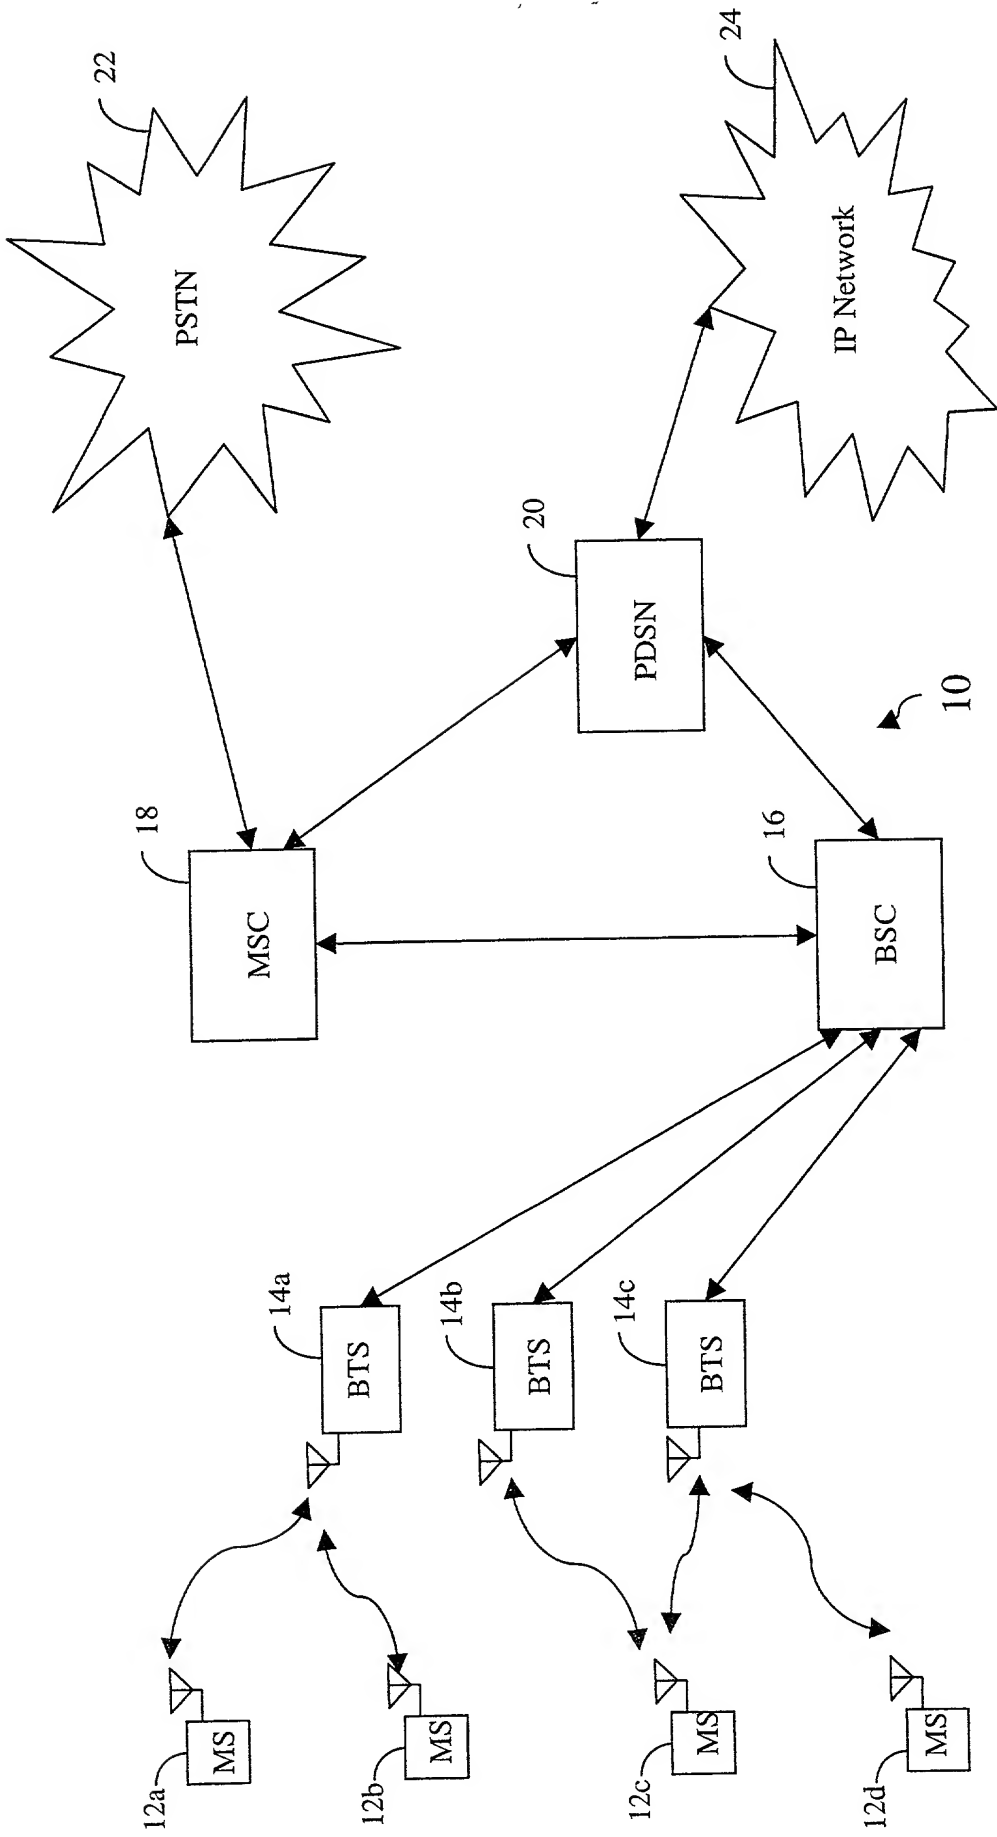 22
PSTN
24
IP Network
18
MSC
20
PDSN
10
16
BSC
14a
BTS
14b
BTS
14c
BTS
12a
MS
12b
MS
12c
MS
12d
MS